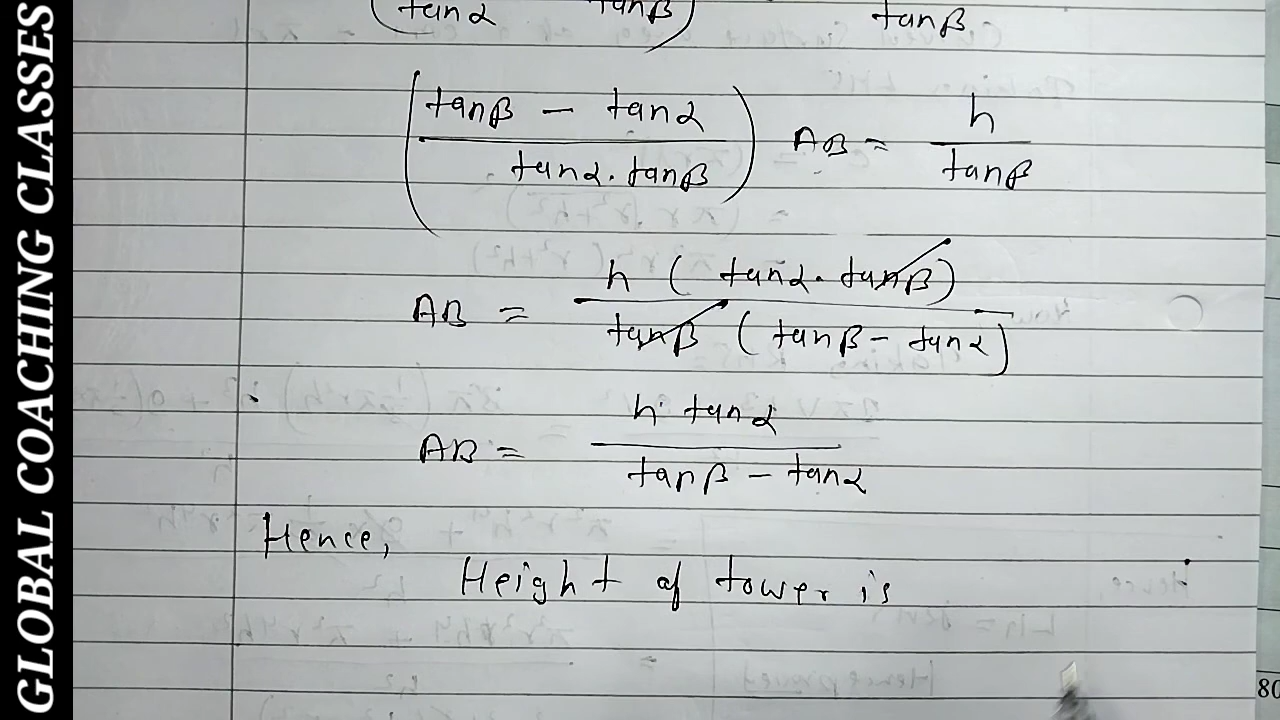 GLOBAL COACHING CLASSES
( tanα tanβ ) tanβ
( tanβ - tanα / tanα . tanβ ) AB = h / tanβ
AB = h ( tanα . tanβ ) / tanβ ( tanβ - tanα )
AB = h tanα / tanβ - tanα
Hence,
Height of tower is
80